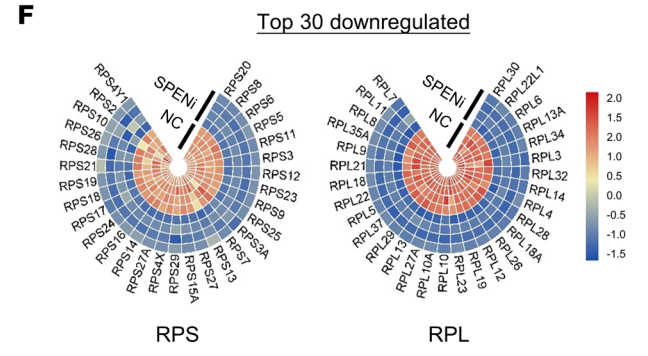 F
Top 30 downregulated
SPENi
NC
RPS20
RPS8
RPS6
RPS5
RPS11
RPS3
RPS12
RPS23
RPS9
RPS25
RPS3A
RPS7
RPS13
RPS27
RPS15A
RPS29
RPS4X
RPS27A
RPS14
RPS16
RPS24
RPS17
RPS18
RPS19
RPS21
RPS28
RPS26
RPS10
RPS2
RPS4Y1
RPS
SPENi
NC
RPL30
RPL22L1
RPL6
RPL13A
RPL34
RPL3
RPL32
RPL14
RPL4
RPL28
RPL18A
RPL26
RPL12
RPL19
RPL23
RPL10
RPL10A
RPL27A
RPL13
RPL29
RPL37
RPL5
RPL22
RPL18
RPL21
RPL9
RPL35A
RPL8
RPL11
RPL7
RPL
2.0
1.5
1.0
0.5
0.0
-0.5
-1.0
-1.5